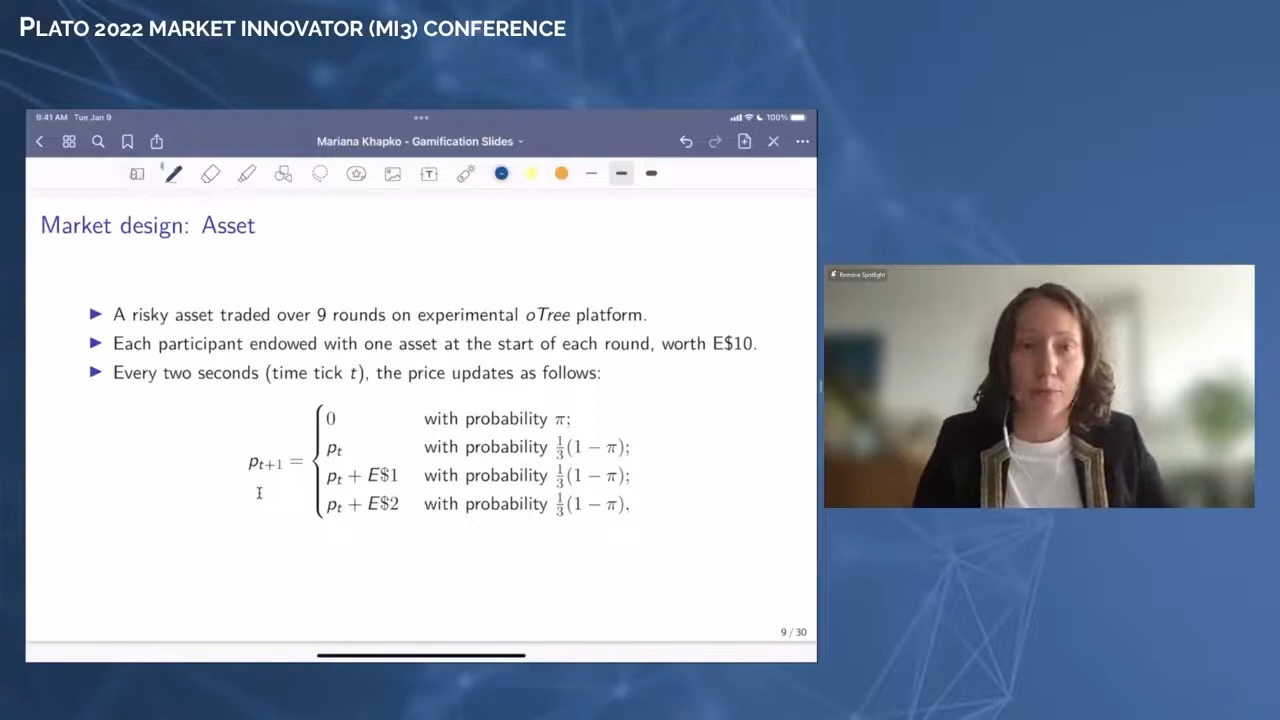 PLATO 2022 MARKET INNOVATOR (MI3) CONFERENCE
9:41 AM Tue Jan 9
100%
Mariana Khapko - Gamification Slides
Market design: Asset
▶ A risky asset traded over 9 rounds on experimental oTree platform.
▶ Each participant endowed with one asset at the start of each round, worth E$10.
▶ Every two seconds (time tick t), the price updates as follows:
0 with probability π;
p_t with probability 1/3(1 − π);
p_{t+1} =
p_t + E$1 with probability 1/3(1 − π);
p_t + E$2 with probability 1/3(1 − π),
9 / 30
Remove Spotlight